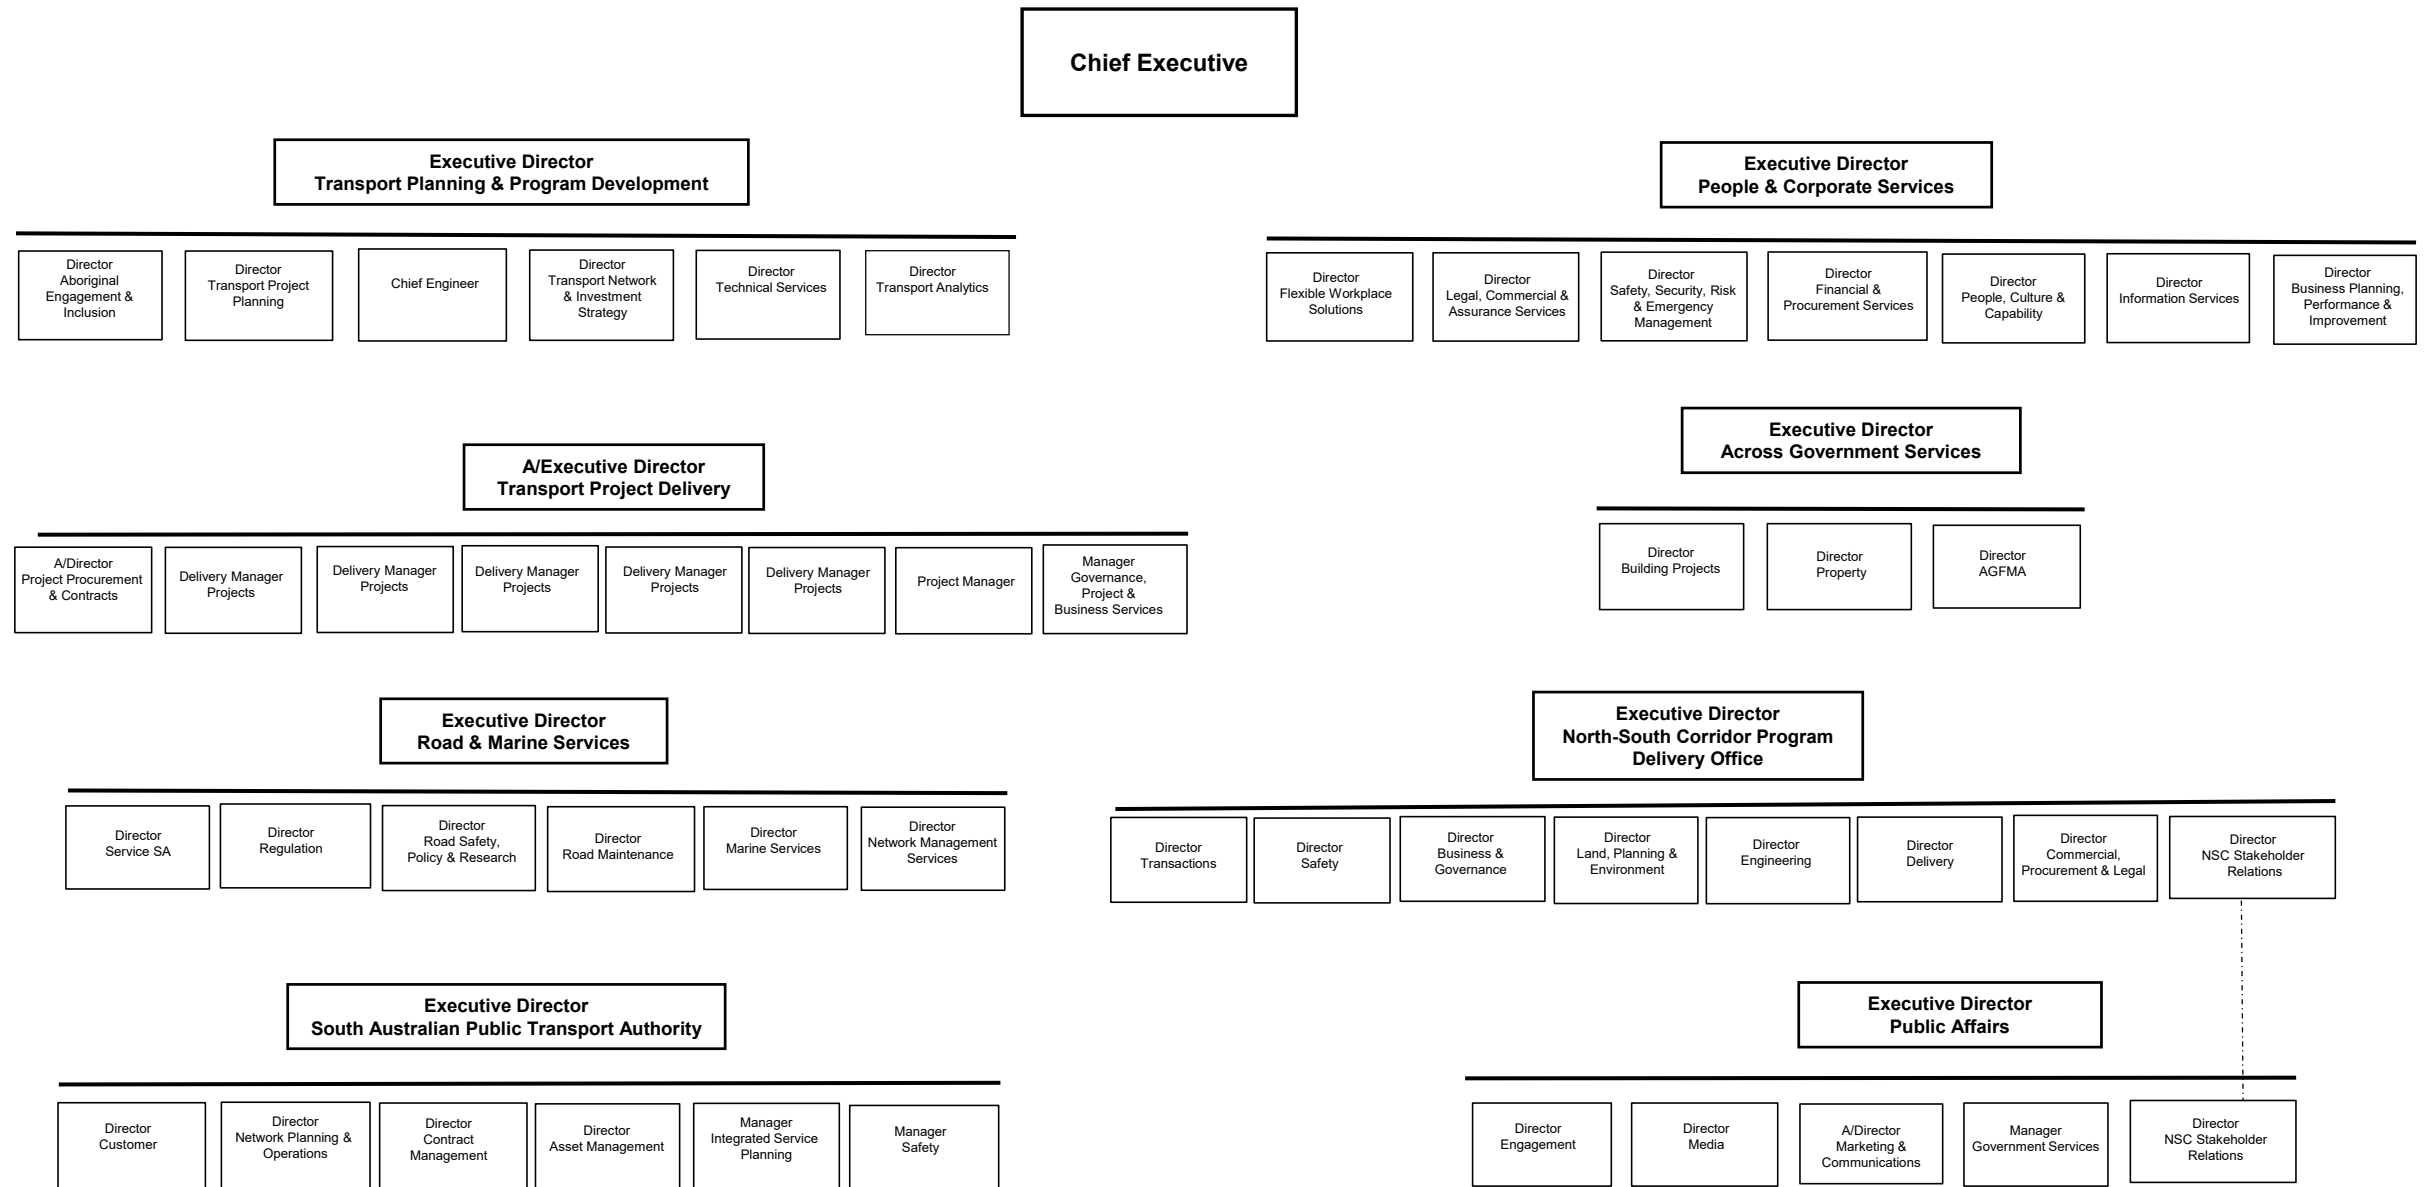 Chief Executive
Executive Director
Transport Planning & Program Development
Director
Aboriginal
Engagement &
Inclusion
Director
Transport Project
Planning
Chief Engineer
Director
Transport Network
& Investment
Strategy
Director
Technical Services
Director
Transport Analytics
Executive Director
People & Corporate Services
Director
Flexible Workplace
Solutions
Director
Legal, Commercial &
Assurance Services
Director
Safety, Security, Risk
& Emergency
Management
Director
Financial &
Procurement Services
Director
People, Culture &
Capability
Director
Information Services
Director
Business Planning,
Performance &
Improvement
A/Executive Director
Transport Project Delivery
A/Director
Project Procurement
& Contracts
Delivery Manager
Projects
Delivery Manager
Projects
Delivery Manager
Projects
Delivery Manager
Projects
Delivery Manager
Projects
Project Manager
Manager
Governance,
Project &
Business Services
Executive Director
Across Government Services
Director
Building Projects
Director
Property
Director
AGFMA
Executive Director
Road & Marine Services
Director
Service SA
Director
Regulation
Director
Road Safety,
Policy & Research
Director
Road Maintenance
Director
Marine Services
Director
Network Management
Services
Executive Director
North-South Corridor Program
Delivery Office
Director
Transactions
Director
Safety
Director
Business &
Governance
Director
Land, Planning &
Environment
Director
Engineering
Director
Delivery
Director
Commercial,
Procurement & Legal
Director
NSC Stakeholder
Relations
Executive Director
South Australian Public Transport Authority
Director
Customer
Director
Network Planning &
Operations
Director
Contract
Management
Director
Asset Management
Manager
Integrated Service
Planning
Manager
Safety
Executive Director
Public Affairs
Director
Engagement
Director
Media
A/Director
Marketing &
Communications
Manager
Government Services
Director
NSC Stakeholder
Relations